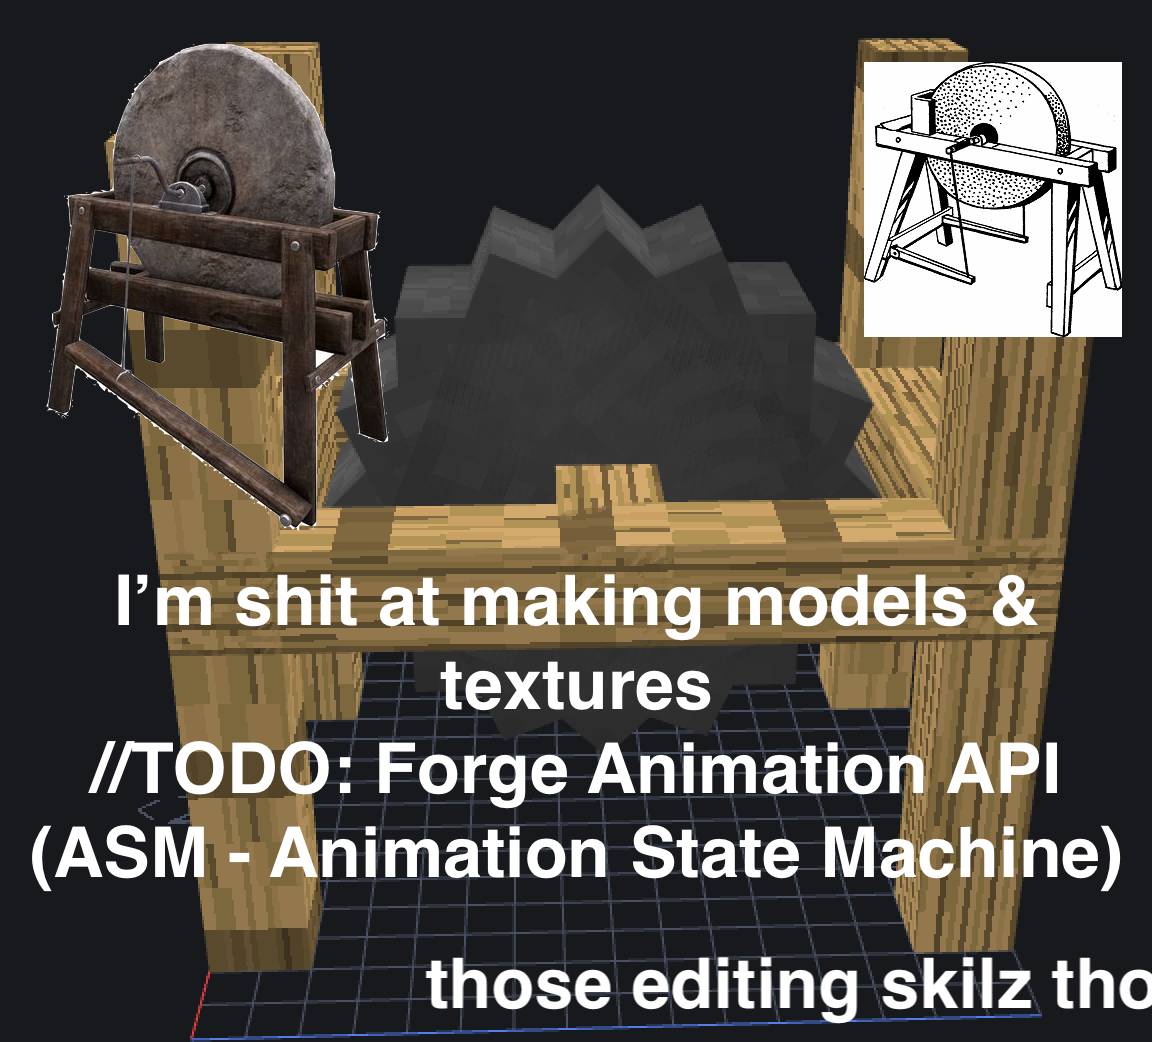 I’m shit at making models &
textures
//TODO: Forge Animation API
(ASM - Animation State Machine)
those editing skilz tho